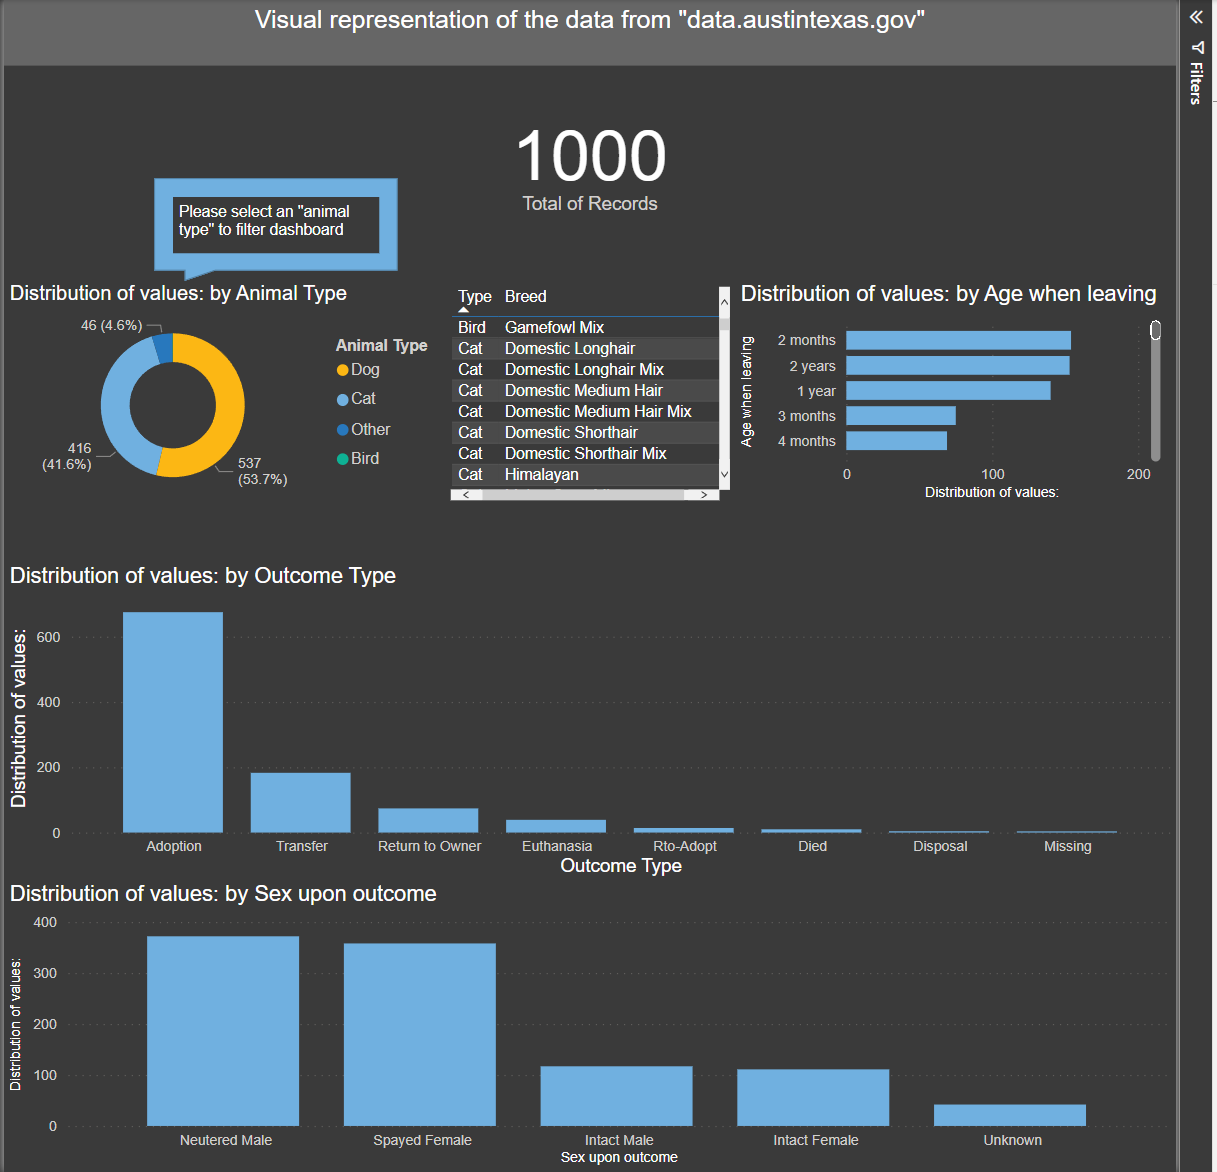 Visual representation of the data from "data.austintexas.gov"
Filters
1000
Total of Records
Please select an "animal
type" to filter dashboard
Distribution of values: by Animal Type
46 (4.6%)
416
(41.6%)
537
(53.7%)
Animal Type
Dog
Cat
Other
Bird
Type Breed
Bird Gamefowl Mix
Cat Domestic Longhair
Cat Domestic Longhair Mix
Cat Domestic Medium Hair
Cat Domestic Medium Hair Mix
Cat Domestic Shorthair
Cat Domestic Shorthair Mix
Cat Himalayan
Distribution of values: by Age when leaving
Age when leaving
2 months
2 years
1 year
3 months
4 months
0 100 200
Distribution of values:
Distribution of values: by Outcome Type
Distribution of values:
600
400
200
0
Adoption Transfer Return to Owner Euthanasia Rto-Adopt Died Disposal Missing
Outcome Type
Distribution of values: by Sex upon outcome
Distribution of values:
400
300
200
100
0
Neutered Male Spayed Female Intact Male Intact Female Unknown
Sex upon outcome